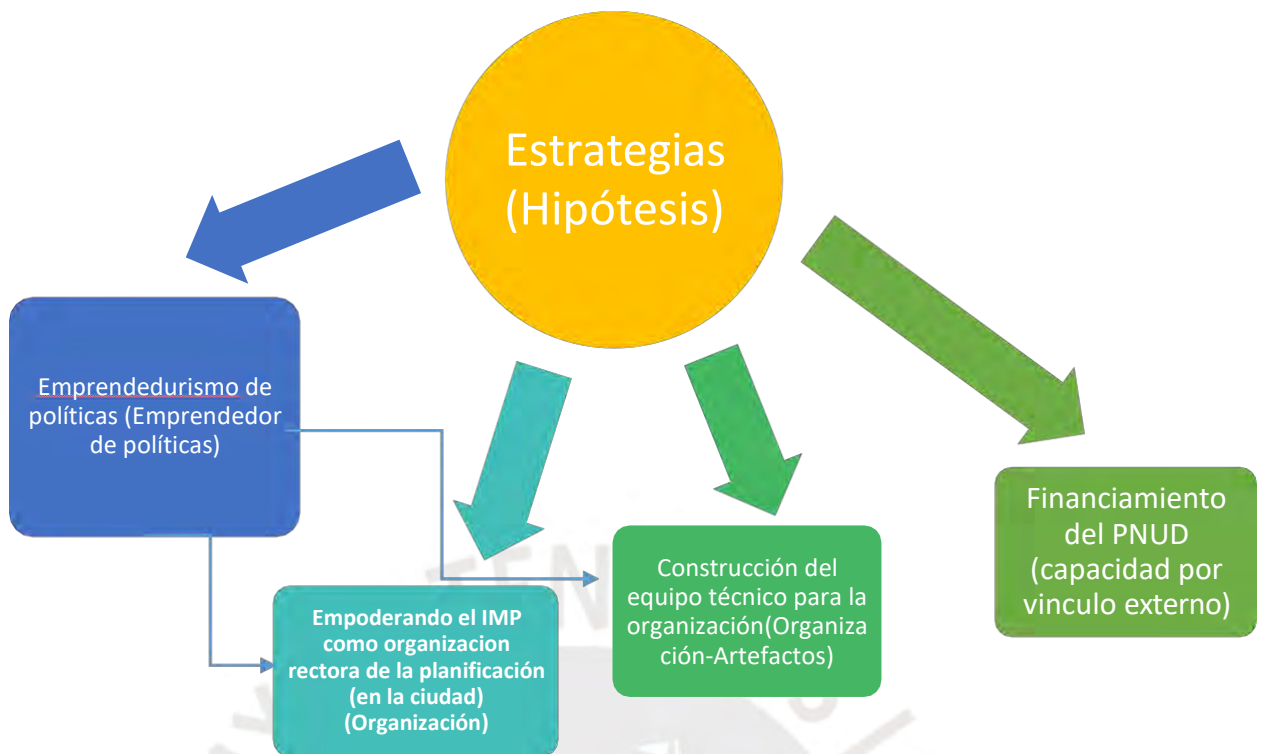 Estrategias
(Hipótesis)
Emprendedurismo de
políticas (Emprendedor
de políticas)
Empoderando el IMP
como organizacion
rectora de la planificación
(en la ciudad)
(Organización)
Construcción del
equipo técnico para la
organización(Organiza
ción-Artefactos)
Financiamiento
del PNUD
(capacidad por
vinculo externo)